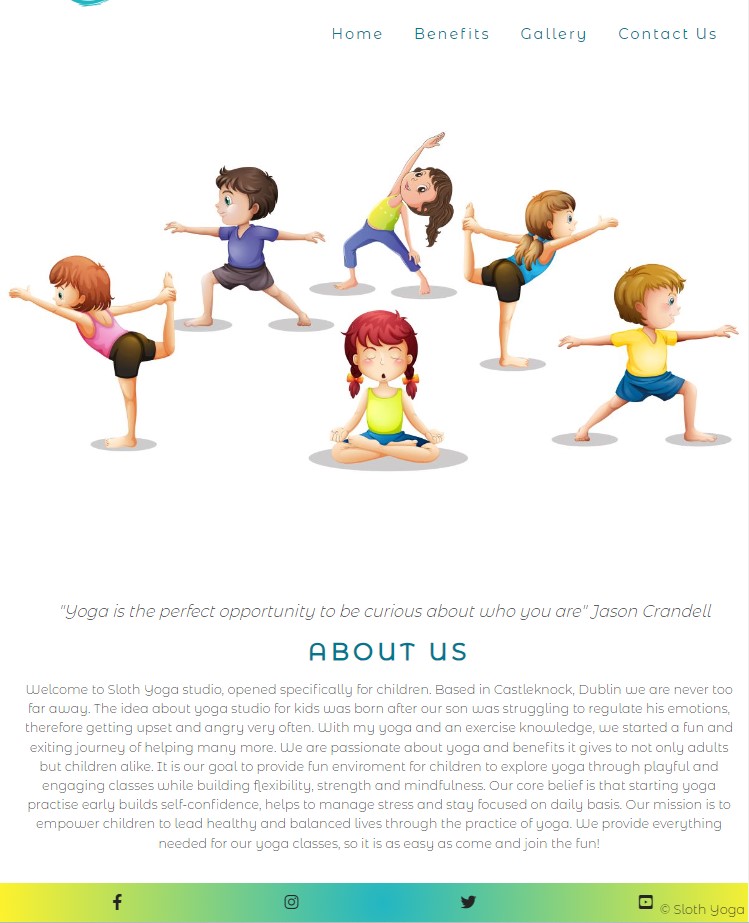 Home Benefits Gallery Contact Us
"Yoga is the perfect opportunity to be curious about who you are" Jason Crandell
ABOUT US
Welcome to Sloth Yoga studio, opened specifically for children. Based in Castleknock, Dublin we are never too
far away. The idea about yoga studio for kids was born after our son was struggling to regulate his emotions,
therefore getting upset and angry very often. With my yoga and an exercise knowledge, we started a fun and
exiting journey of helping many more. We are passionate about yoga and benefits it gives to not only adults
but children alike. It is our goal to provide fun enviroment for children to explore yoga through playful and
engaging classes while building flexibility, strength and mindfulness. Our core belief is that starting yoga
practise early builds self-confidence, helps to manage stress and stay focused on daily basis. Our mission is to
empower children to lead healthy and balanced lives through the practice of yoga. We provide everything
needed for our yoga classes, so it is as easy as come and join the fun!
© Sloth Yoga